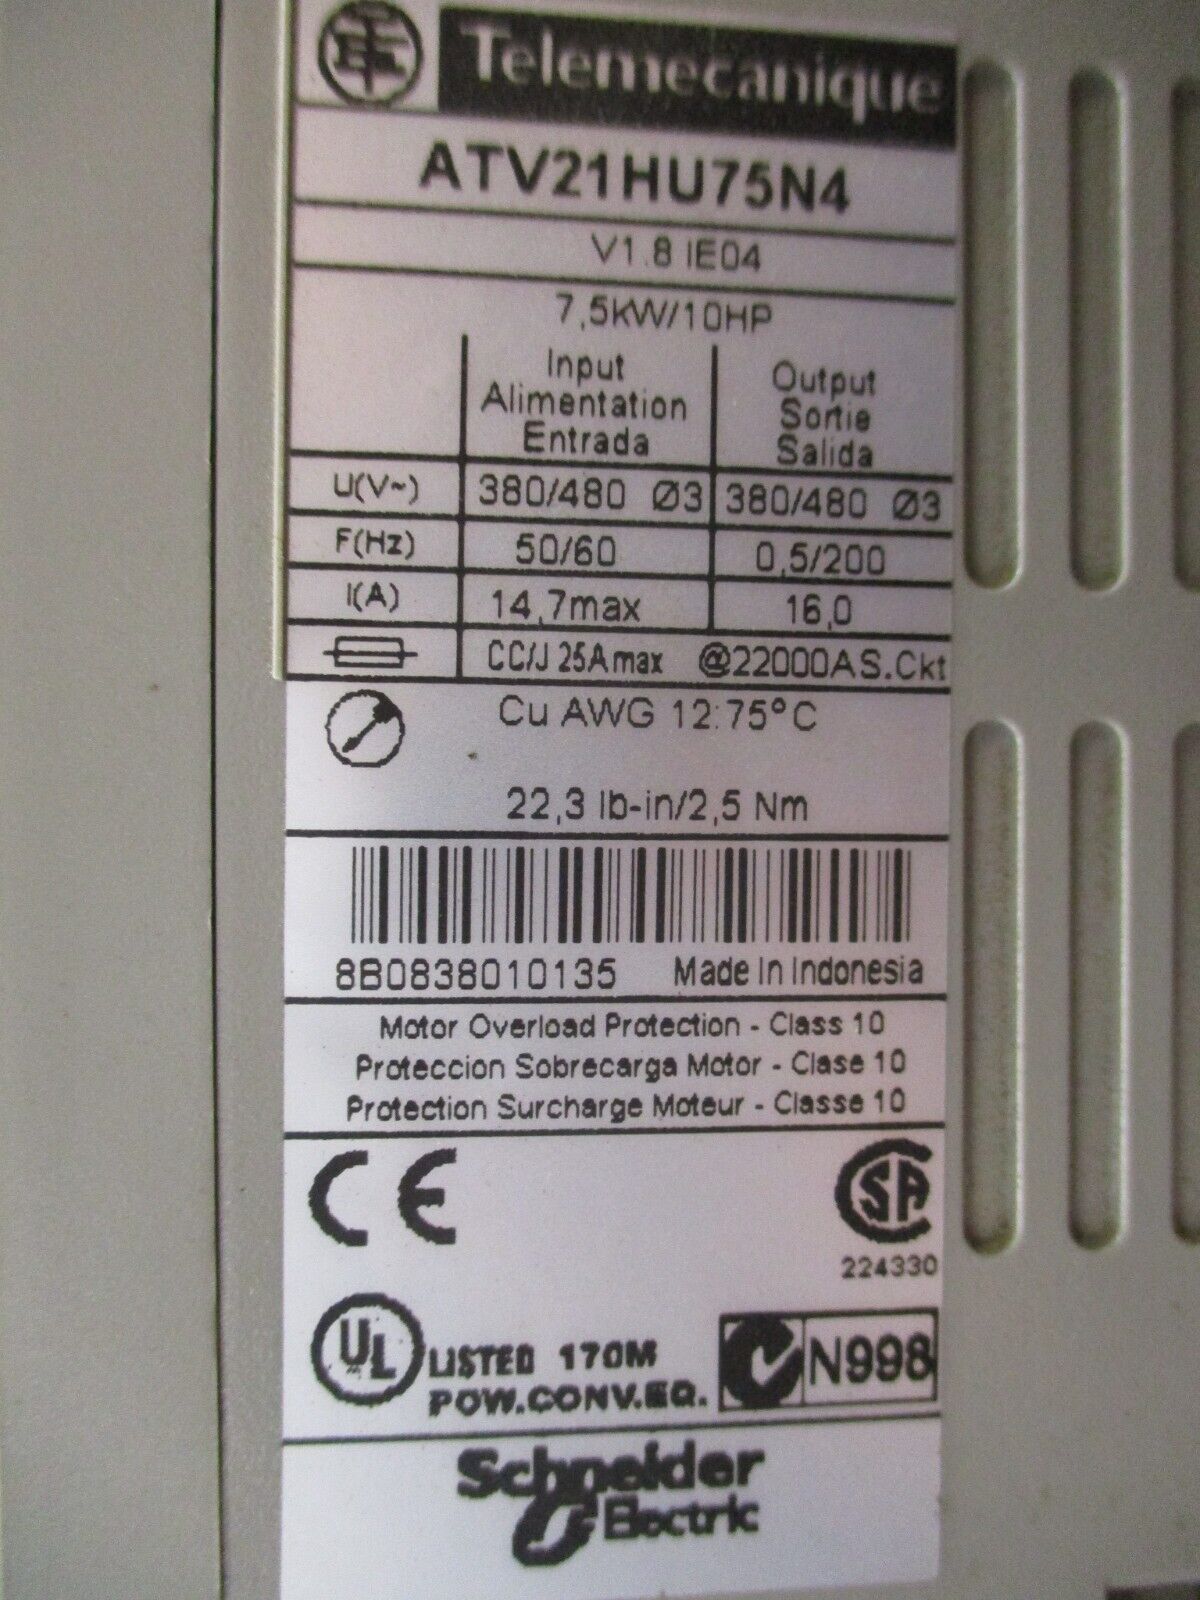 Telemecanique
ATV21HU75N4
V1.8 IE04
7,5kW/10HP
Input
Alimentation
Entrada
Output
Sortie
Salida
U(V~) 380/480 Ø3 380/480 Ø3
F(Hz) 50/60 0,5/200
I(A) 14,7max 16,0
CC/J 25A max @22000AS.Ckt
Cu AWG 12:75°C
22,3 lb-in/2,5 Nm
8B0838010135 Made In Indonesia
Motor Overload Protection - Class 10
Proteccion Sobrecarga Motor - Clase 10
Protection Surcharge Moteur - Classe 10
CE
CSA
224330
UL LISTED 170M
POW.CONV.EQ.
N998
Schneider
Electric